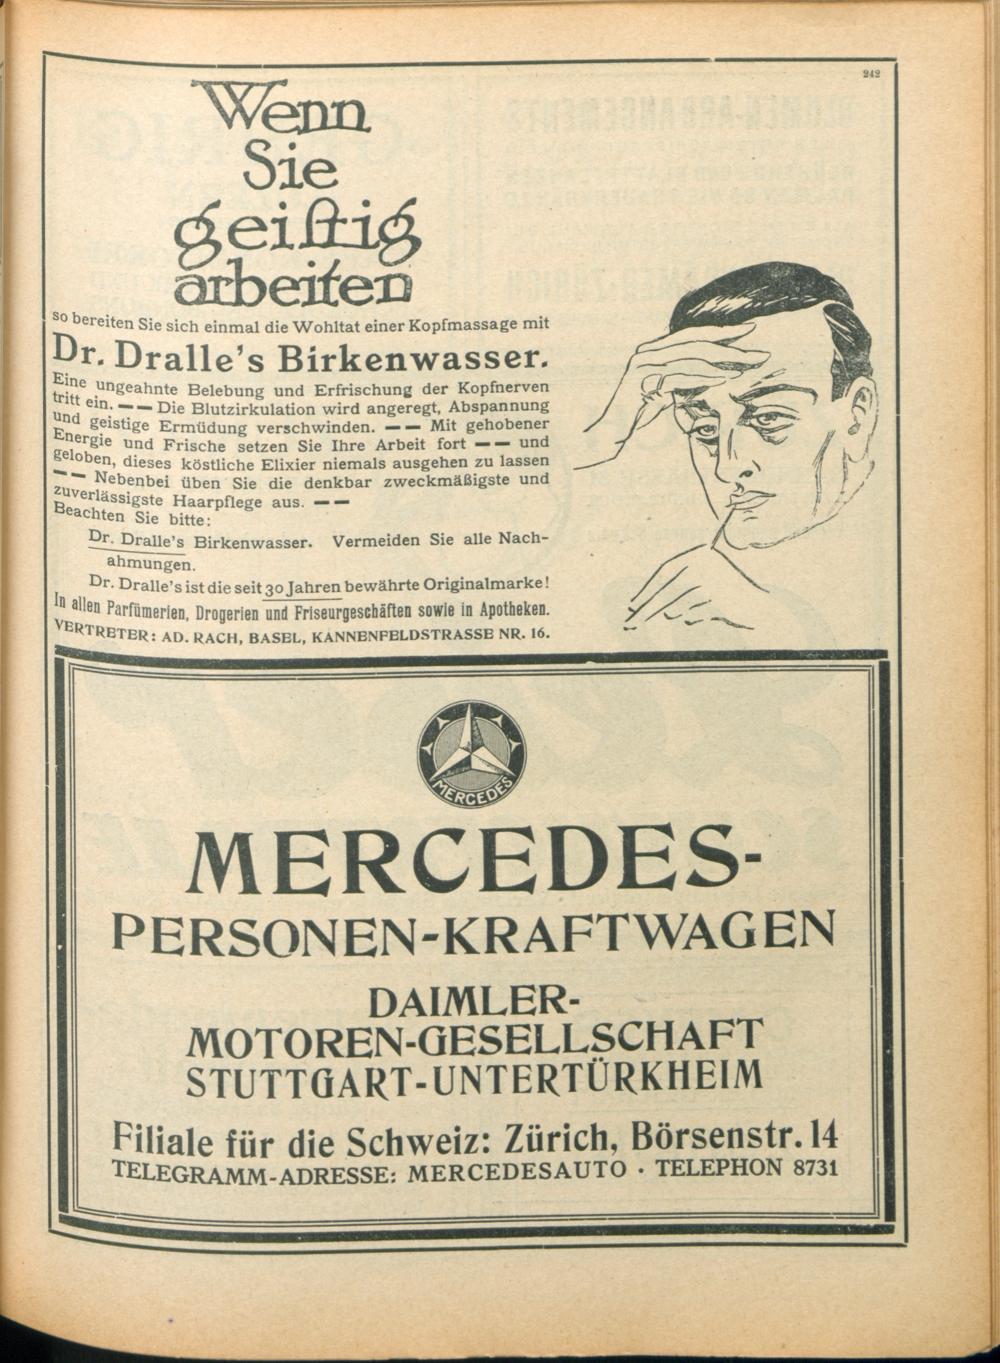 242
Wenn
Sie
geistig
arbeiten
so bereiten Sie sich einmal die Wohltat einer Kopfmassage mit
Dr. Dralle's Birkenwasser.
Eine ungeahnte Belebung und Erfrischung der Kopfnerven
tritt ein. — — Die Blutzirkulation wird angeregt, Abspannung
und geistige Ermüdung verschwinden. — — Mit gehobener
Energie und Frische setzen Sie Ihre Arbeit fort — — und
geloben, dieses köstliche Elixier niemals ausgehen zu lassen
— — Nebenbei üben Sie die denkbar zweckmäßigste und
zuverlässigste Haarpflege aus. — —
Beachten Sie bitte:
Dr. Dralle's Birkenwasser. Vermeiden Sie alle Nach-
ahmungen.
Dr. Dralle's ist die seit 30 Jahren bewährte Originalmarke!
In allen Parfümerien, Drogerien und Friseurgeschäften sowie in Apotheken.
VERTRETER: AD. RACH, BASEL, KANNENFELDSTRASSE NR. 16.
MERCEDES
MERCEDES-
PERSONEN-KRAFTWAGEN
DAIMLER-
MOTOREN-GESELLSCHAFT
STUTTGART-UNTERTÜRKHEIM
Filiale für die Schweiz: Zürich, Börsenstr. 14
TELEGRAMM-ADRESSE: MERCEDESAUTO · TELEPHON 8731